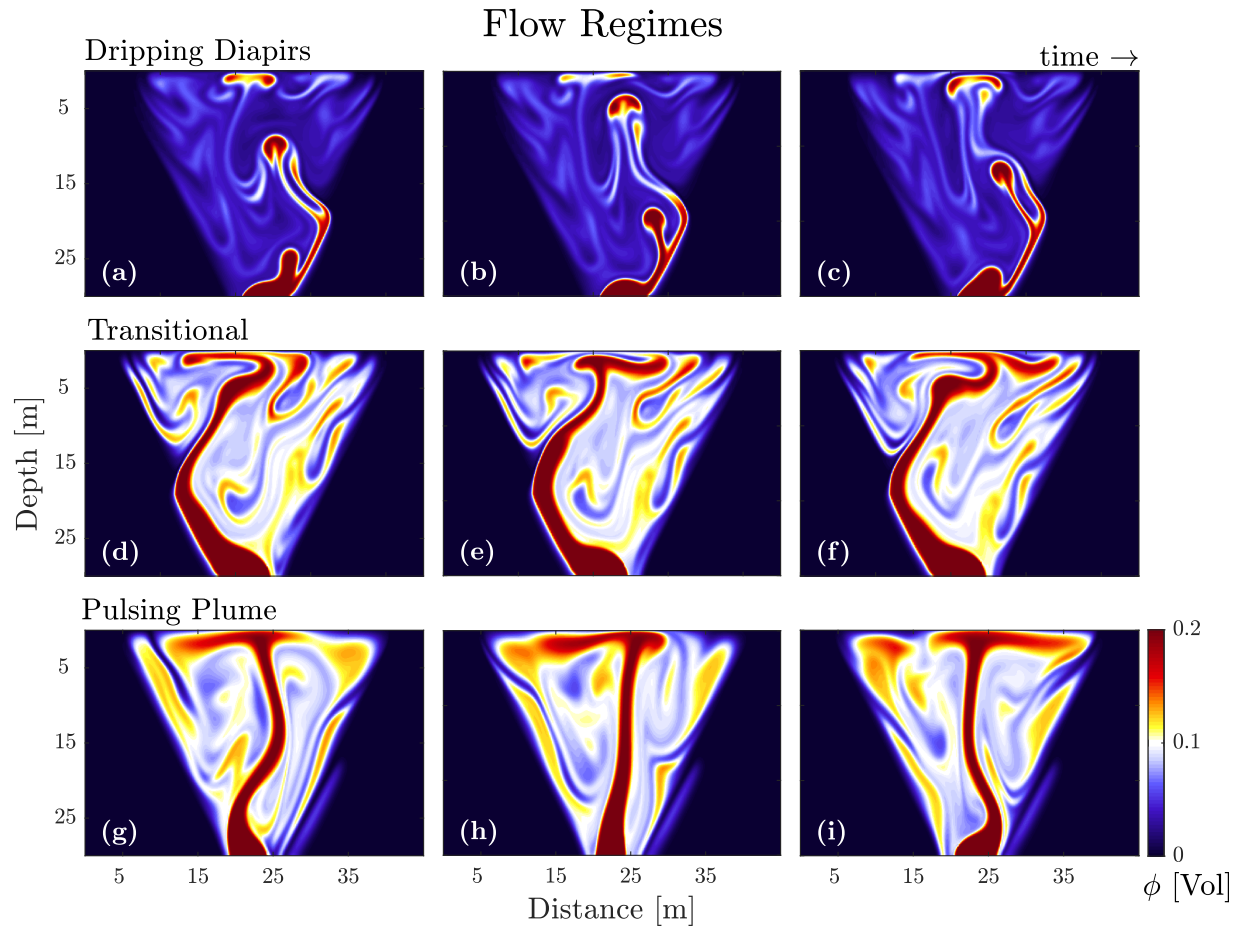 Flow Regimes
Dripping Diapirs
time →
5
15
25
(a)
(b)
(c)
Transitional
5
15
25
(d)
(e)
(f)
Depth [m]
Pulsing Plume
5
15
25
(g)
(h)
(i)
0.2
0.1
0
ϕ [Vol]
5 15 25 35 5 15 25 35 5 15 25 35
Distance [m]